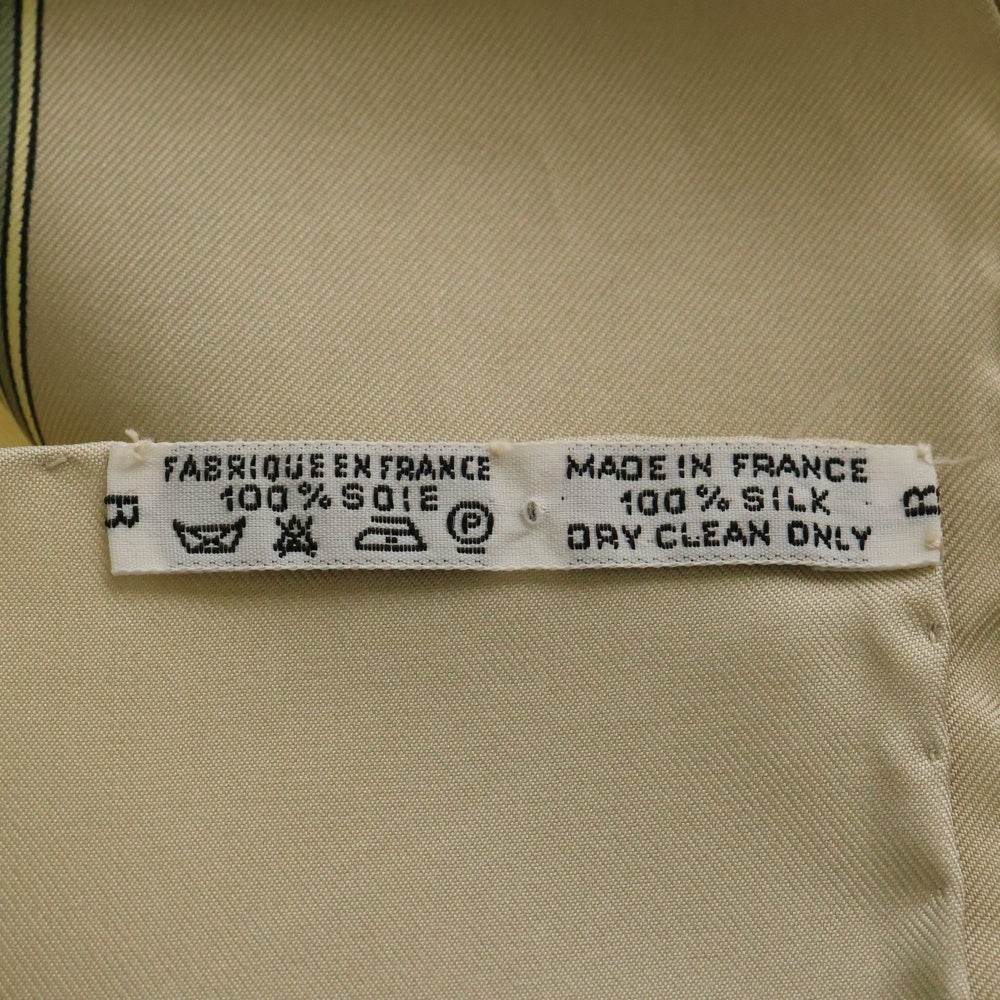 FABRIQUE EN FRANCE
100% SOIE
P
MADE IN FRANCE
100% SILK
DRY CLEAN ONLY
R